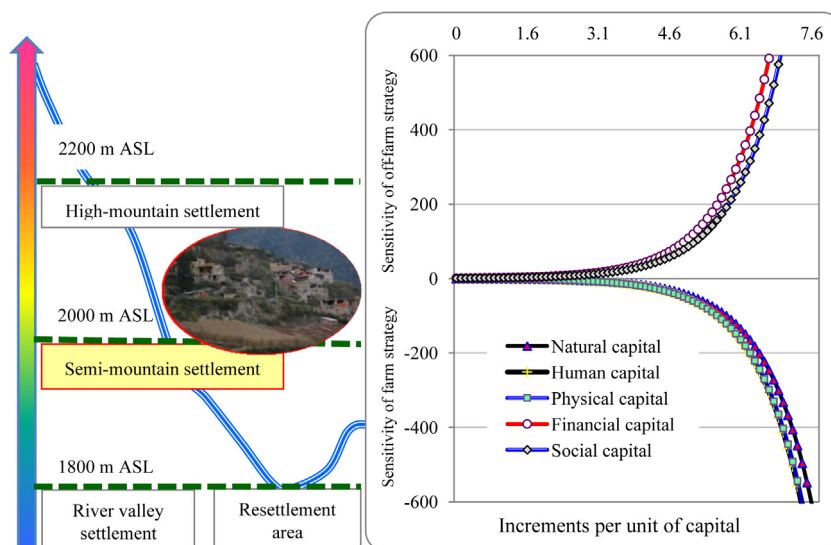 2200 m ASL
High-mountain settlement
2000 m ASL
Semi-mountain settlement
1800 m ASL
River valley
settlement
Resettlement
area
0 1.6 3.1 4.6 6.1 7.6
600
400
200
0
-200
-400
-600
Sensitivity of off-farm strategy
Sensitivity of farm strategy
Natural capital
Human capital
Physical capital
Financial capital
Social capital
Increments per unit of capital